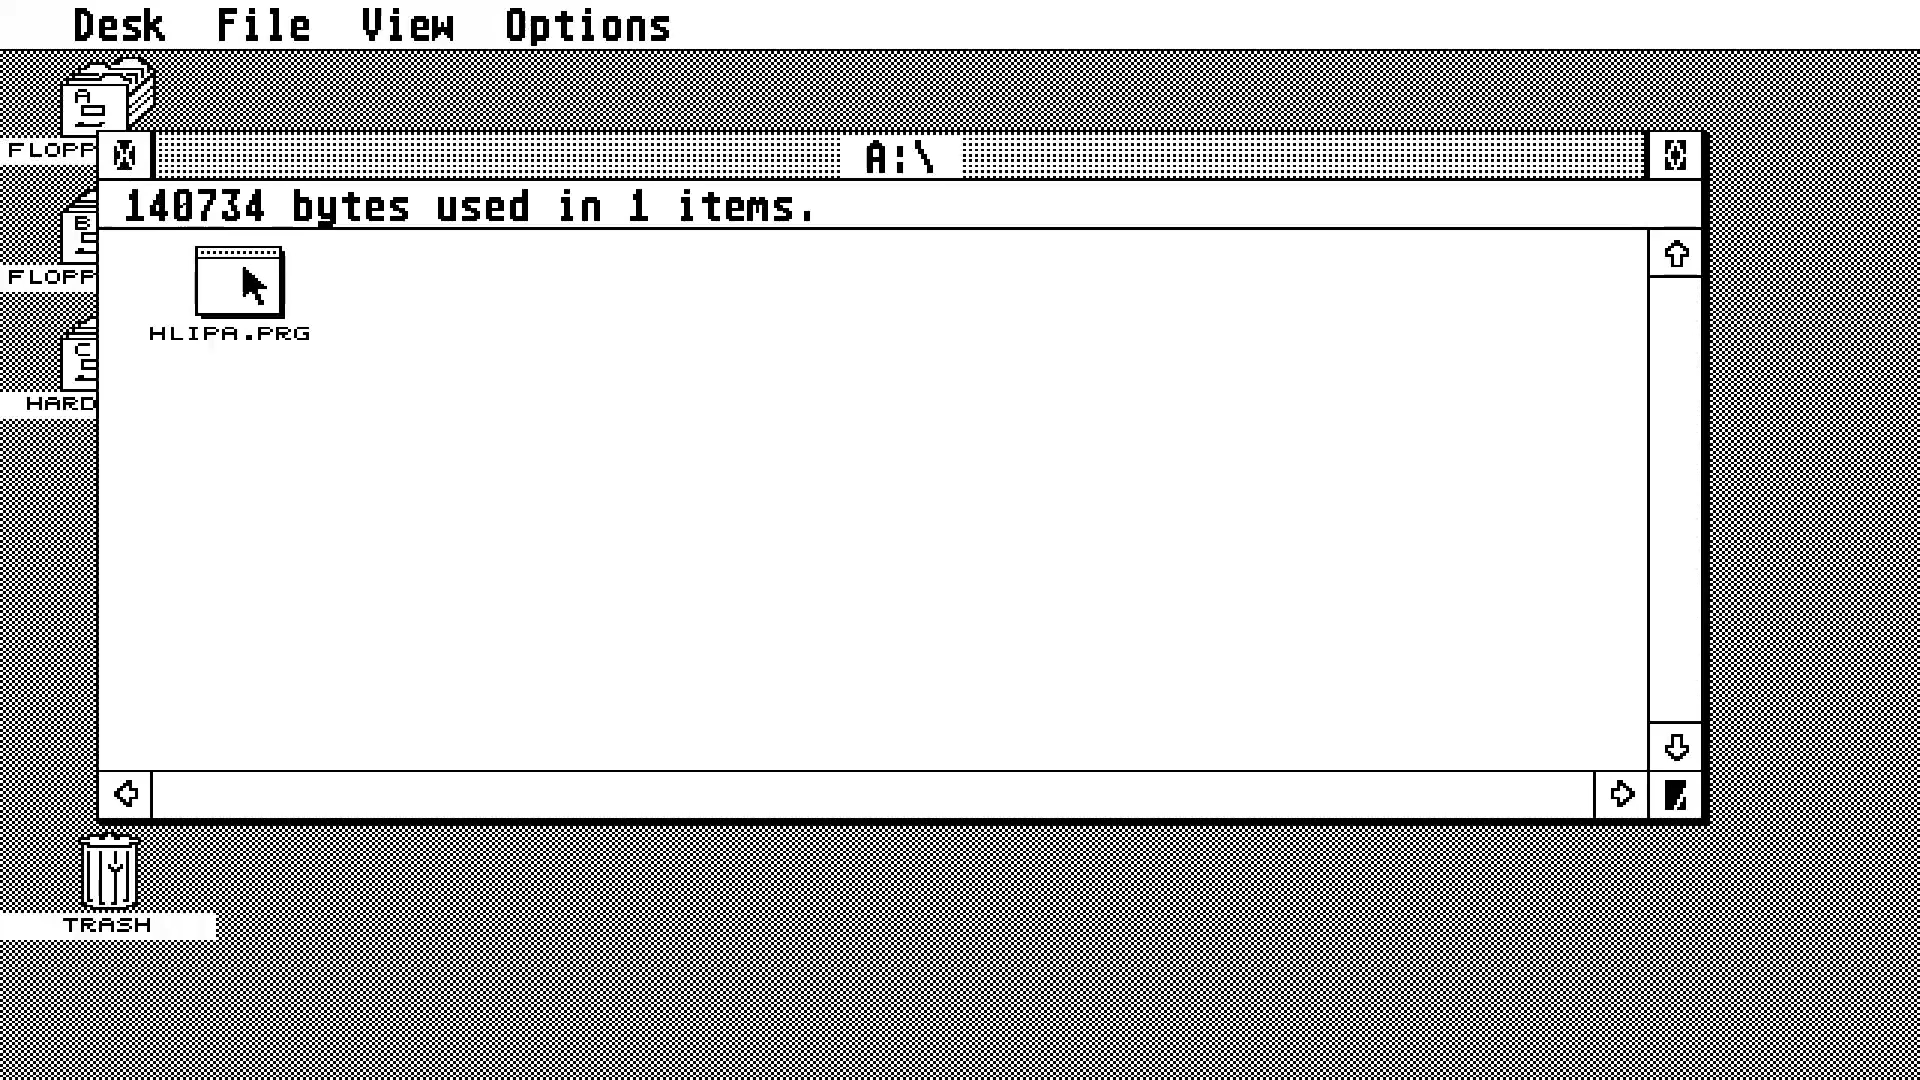 Desk File View Options
A
FLOPP
A:\
140734 bytes used in 1 items.
B
FLOPP
HLIPA.PRG
C
HARD
TRASH